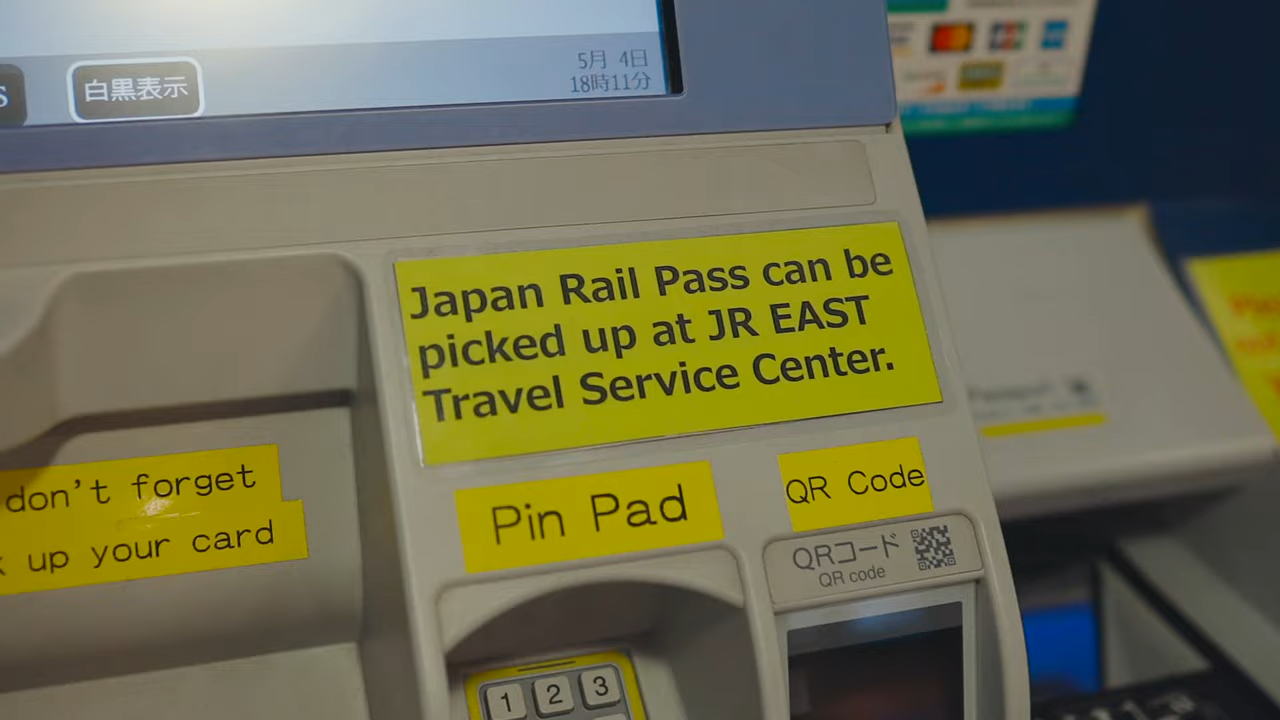 S
白黒表示
5月 4日
18時11分
Japan Rail Pass can be
picked up at JR EAST
Travel Service Center.
don't forget
up your card
Pin Pad
QR Code
QRコード
QR code
1 2 3